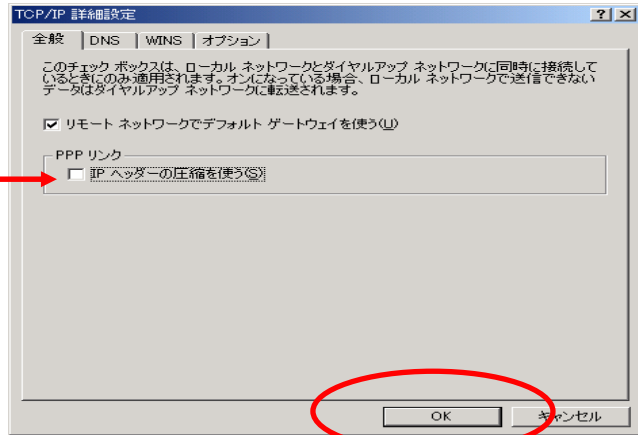 TCP/IP 詳細設定
全般 DNS WINS オプション
このチェック ボックスは、ローカル ネットワークとダイヤルアップ ネットワークに同時に接続して
いるときにのみ適用されます。オンになっている場合、ローカル ネットワークで送信できない
データはダイヤルアップ ネットワークに転送されます。
リモート ネットワークでデフォルト ゲートウェイを使う(U)
PPP リンク
IP ヘッダーの圧縮を使う(S)
OK キャンセル